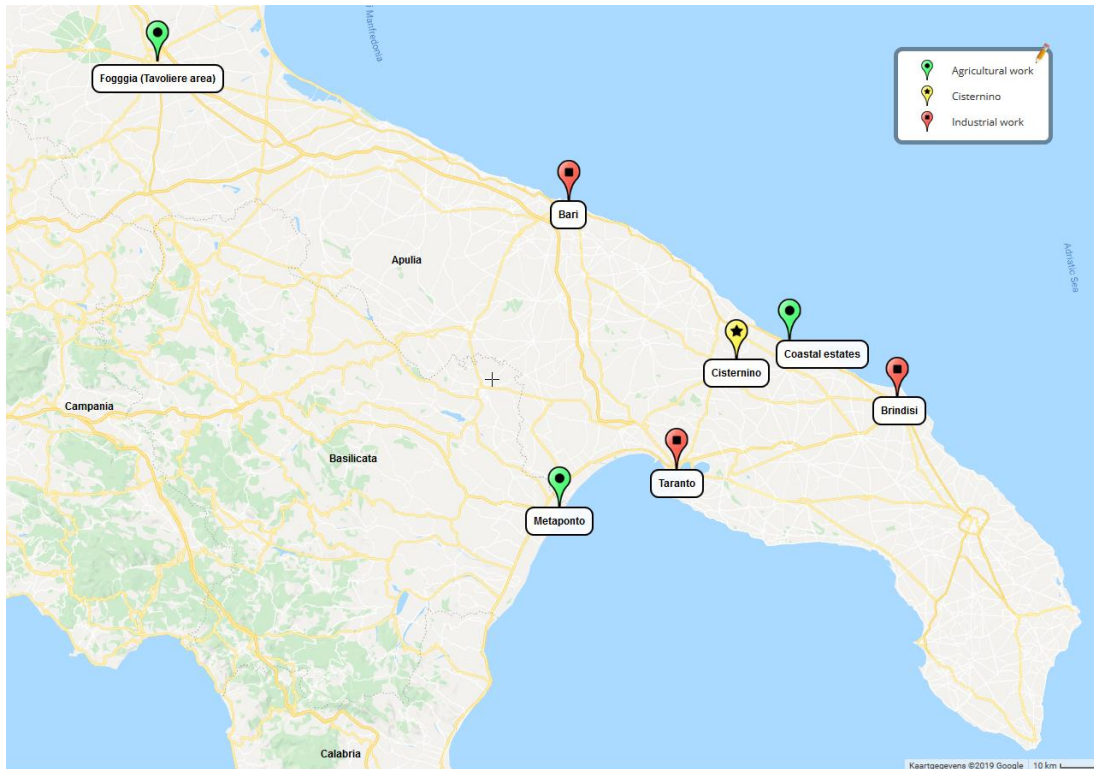 i Manfredonia
Fogggia (Tavoliere area)
Agricultural work
Cisternino
Industrial work
Bari
Apulia
Adriatic Sea
Coastal estates
Cisternino
Brindisi
Campania
Basilicata
Taranto
Metaponto
Calabria
Kaartgegevens ©2019 Google
10 km